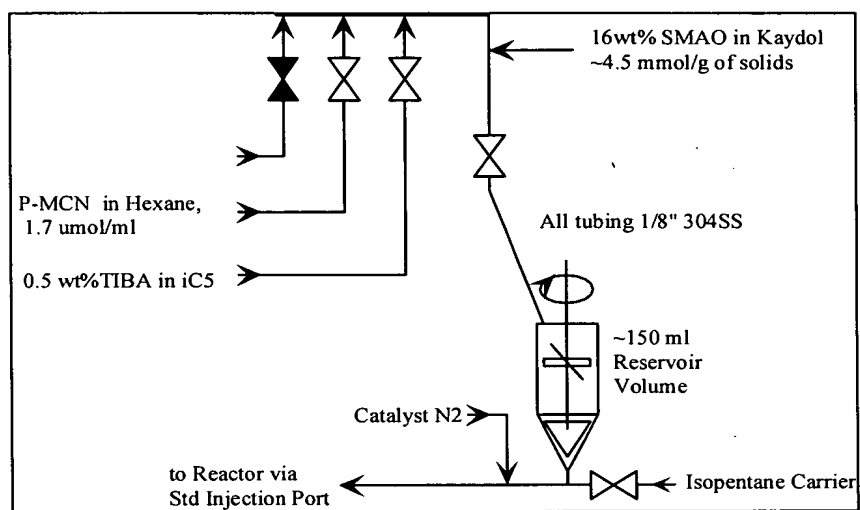 16wt% SMAO in Kaydol
~4.5 mmol/g of solids
P-MCN in Hexane,
1.7 umol/ml
All tubing 1/8" 304SS
0.5 wt%TIBA in iC5
~150 ml
Reservoir
Volume
Catalyst N2
to Reactor via
Std Injection Port
Isopentane Carrier